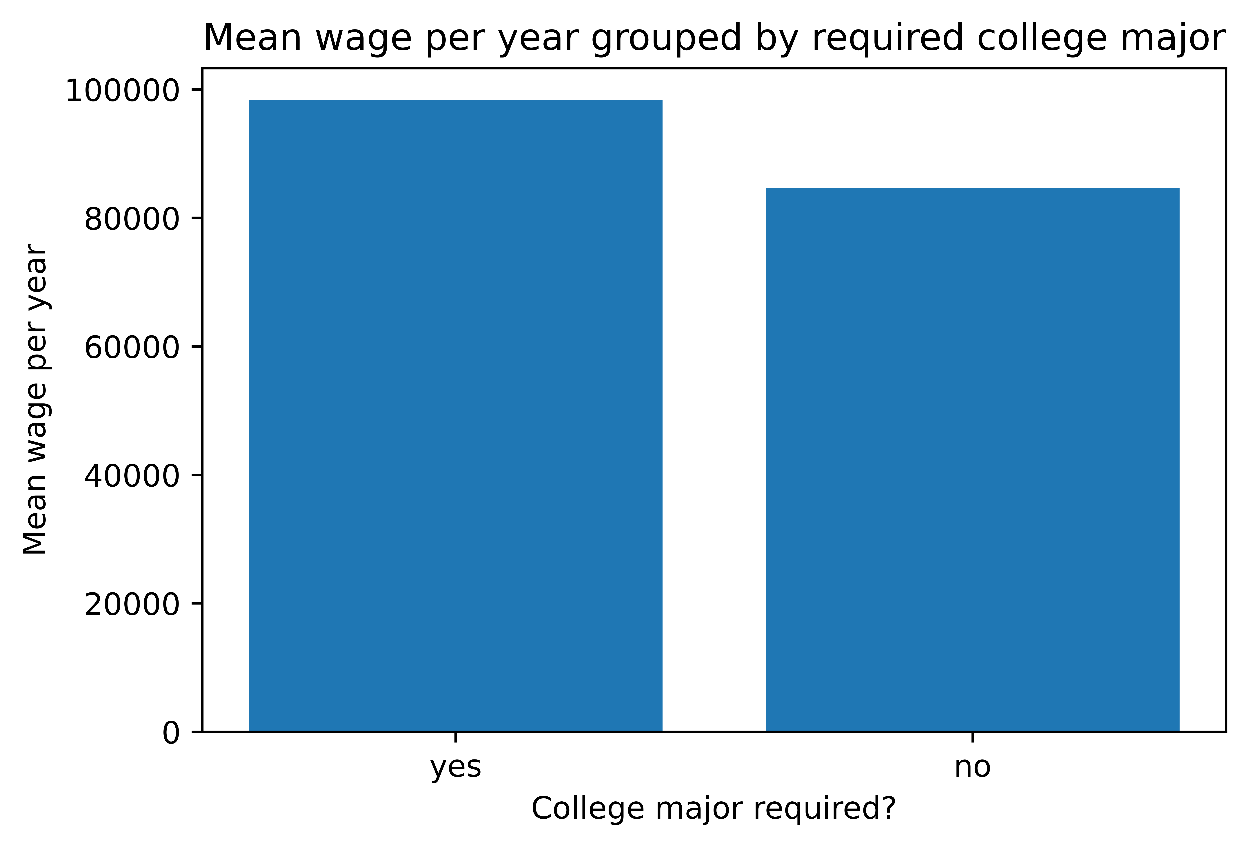 Mean wage per year grouped by required college major
100000
80000
60000
40000
20000
0
Mean wage per year
yes
no
College major required?